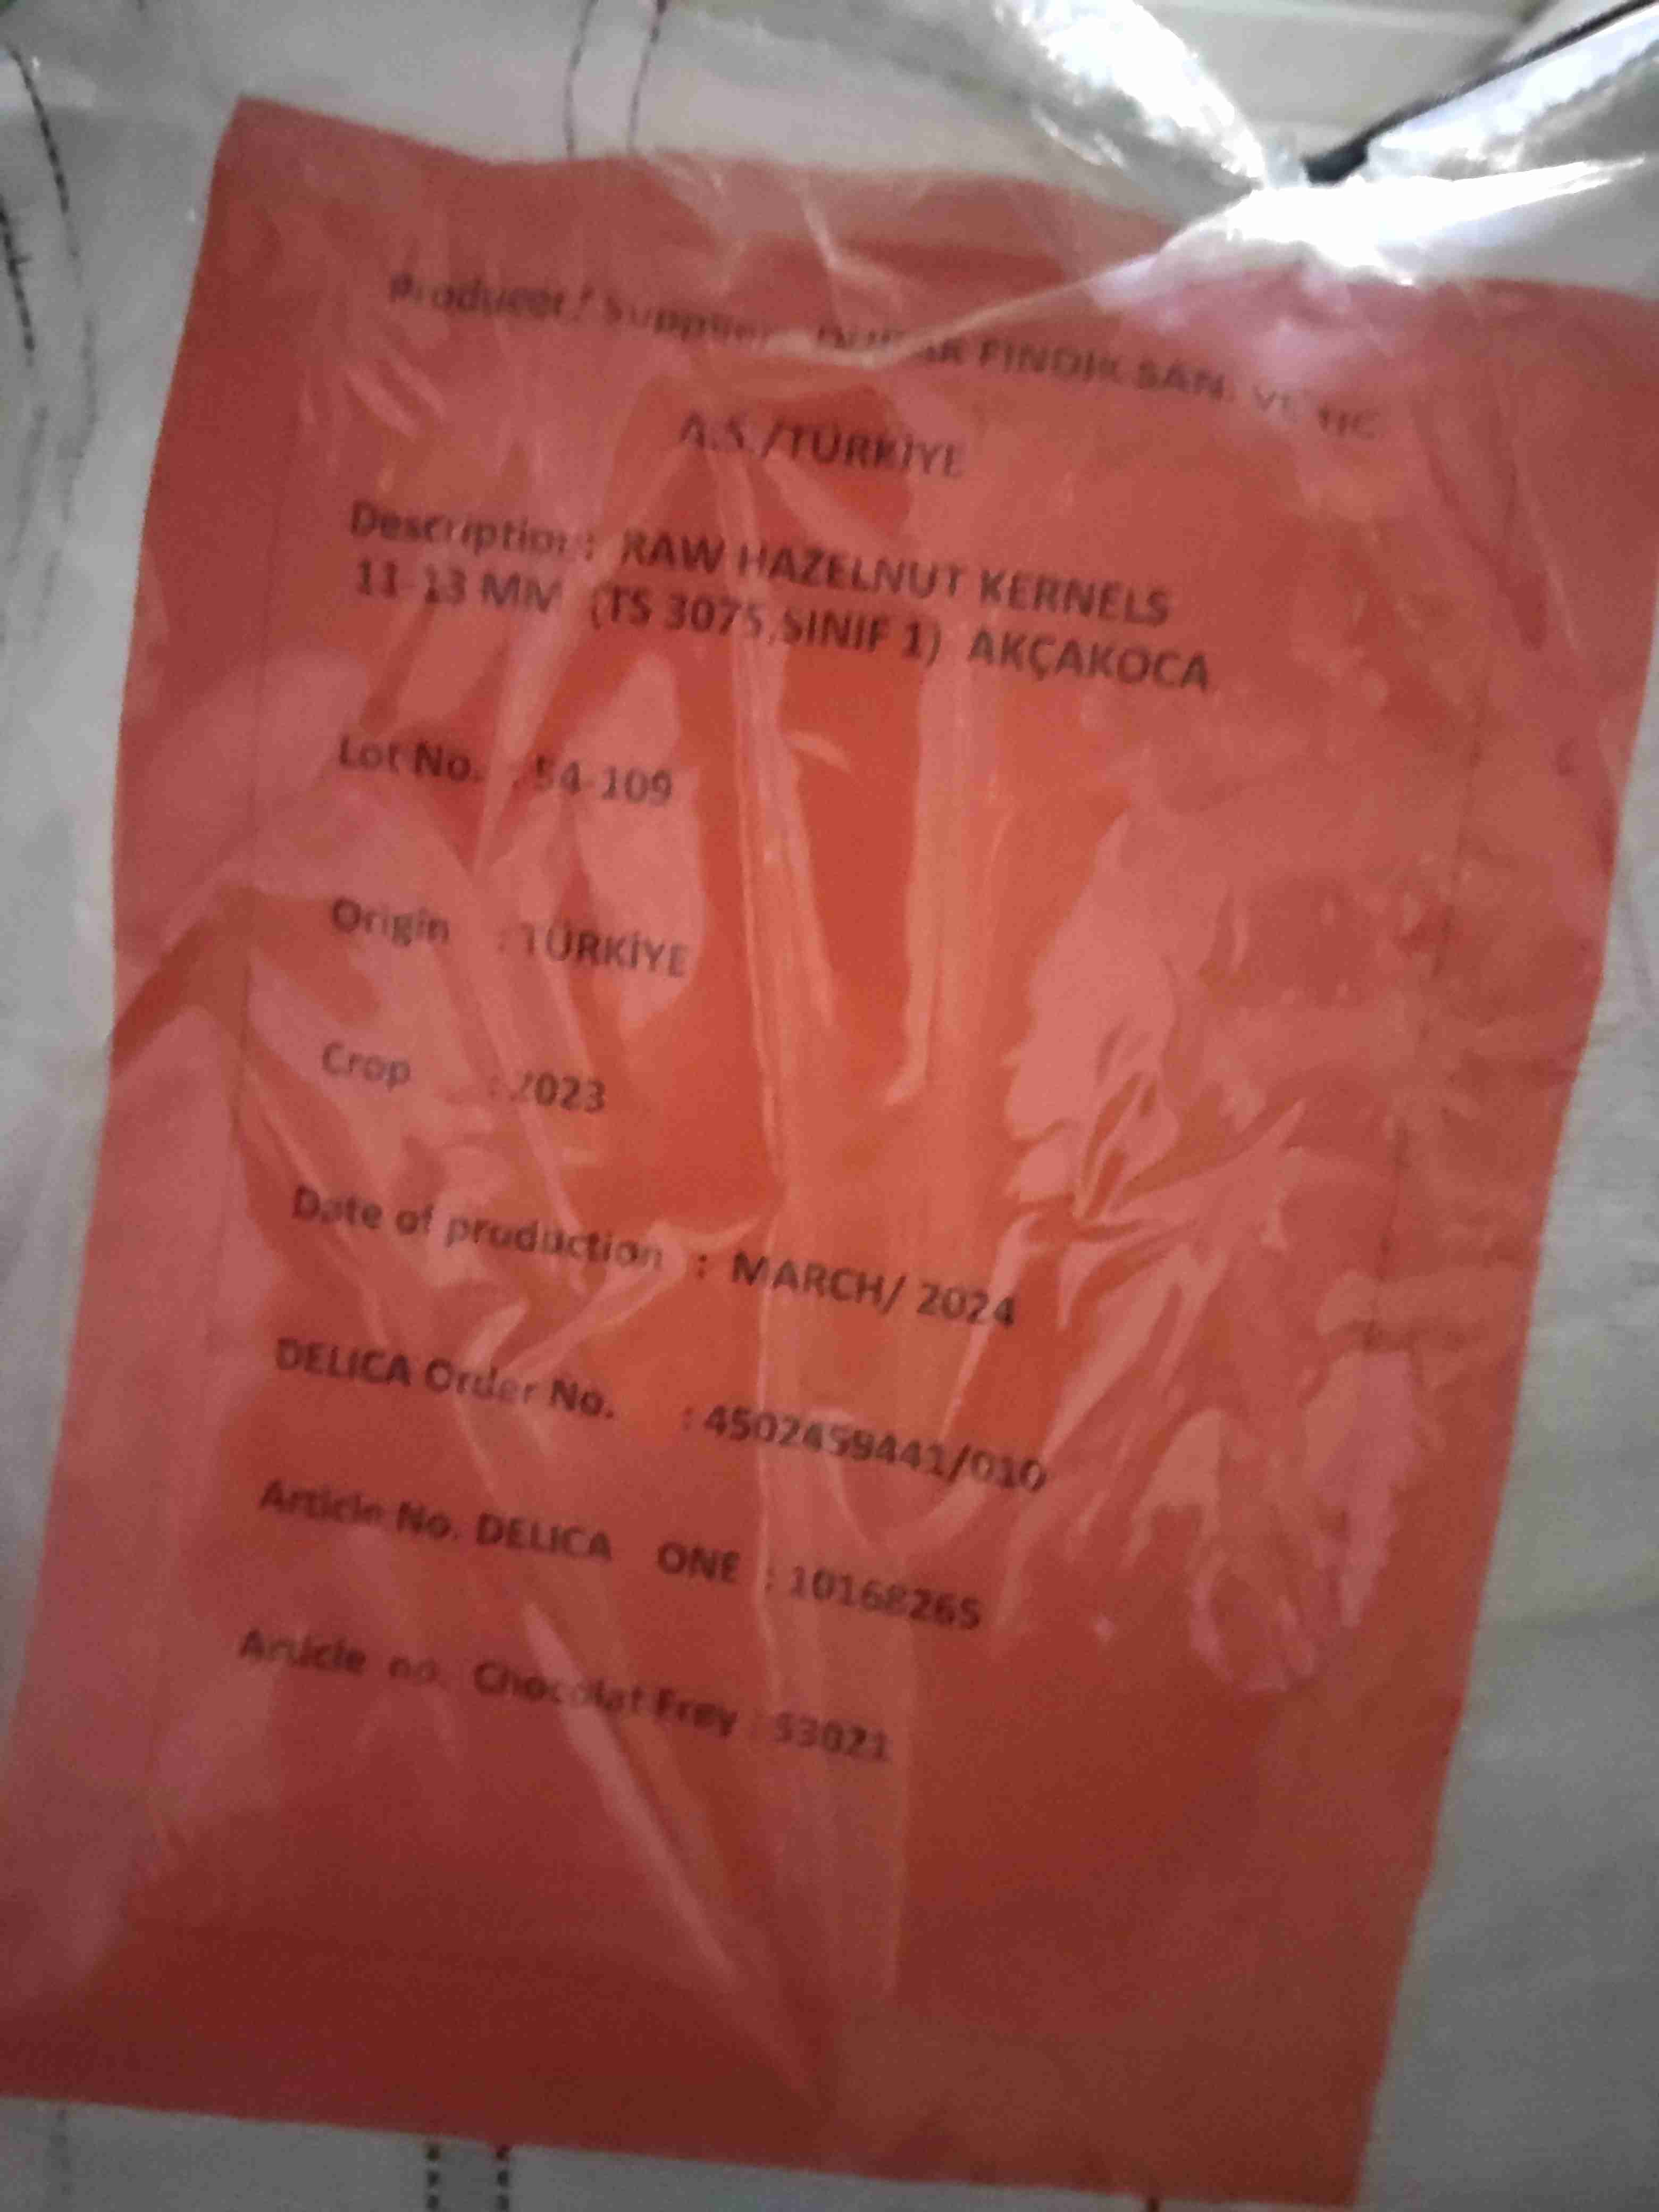 Producer / Supplier FINDIK SAN. VE TIC
A.S./TÜRKİYE
Description : RAW HAZELNUT KERNELS
11-13 MM (TS 3075,SINIF 1) AKÇAKOCA
Lot No. : 54-109
Origin : TÜRKİYE
Crop : 2023
Date of production : MARCH/ 2024
DELICA Order No. : 4502459441/010
Article No. DELICA ONE : 10168265
Article no. Chocolat Frey : 53021